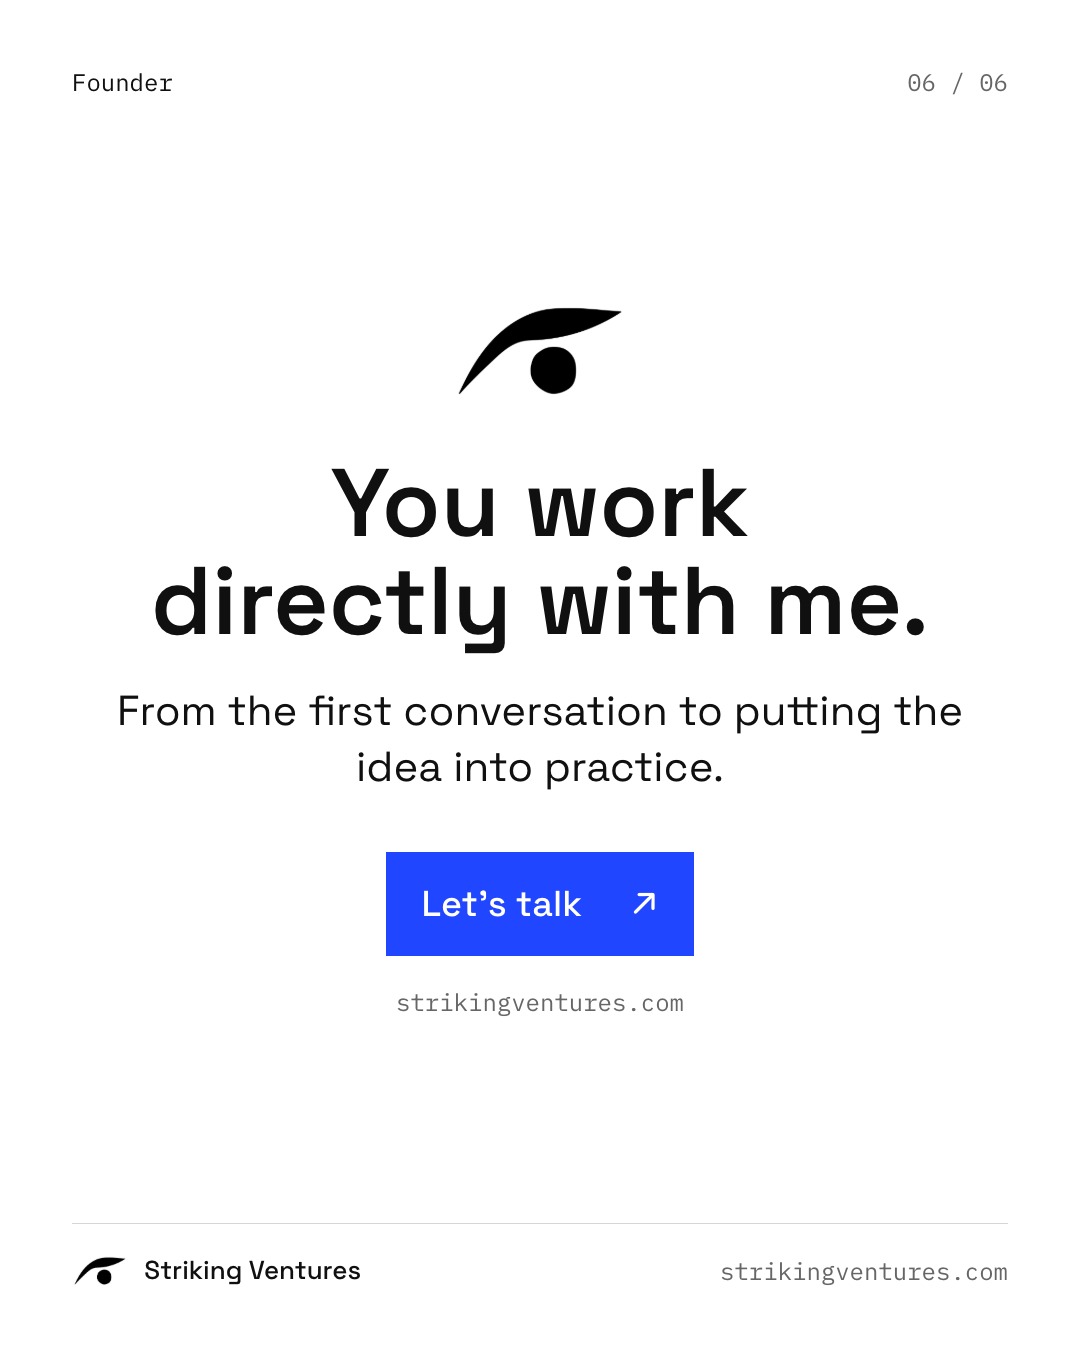 Founder
06 / 06
You work
directly with me.
From the first conversation to putting the
idea into practice.
Let’s talk ↗
strikingventures.com
Striking Ventures
strikingventures.com